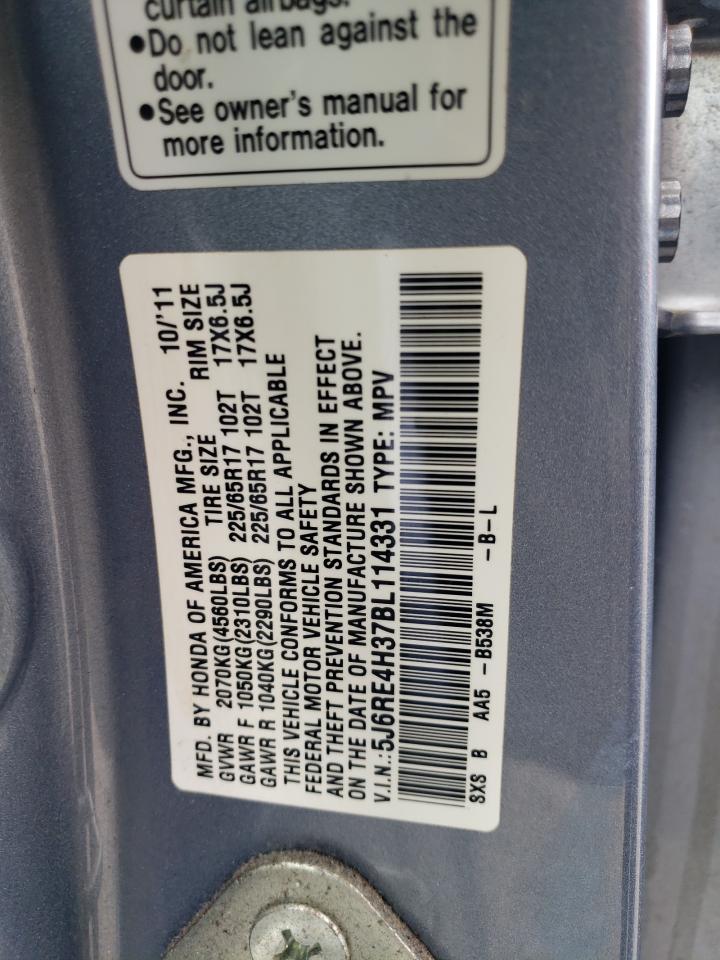 curtain airbags.
•Do not lean against the
door.
•See owner's manual for
more information.
MFD. BY HONDA OF AMERICA MFG., INC. 10/'11
GVWR 2070KG(4560LBS) TIRE SIZE RIM SIZE
GAWR F 1050KG(2310LBS) 225/65R17 102T 17X6.5J
GAWR R 1040KG(2290LBS) 225/65R17 102T 17X6.5J
THIS VEHICLE CONFORMS TO ALL APPLICABLE
FEDERAL MOTOR VEHICLE SAFETY
AND THEFT PREVENTION STANDARDS IN EFFECT
ON THE DATE OF MANUFACTURE SHOWN ABOVE.
V.I.N.:5J6RE4H37BL114331 TYPE: MPV
SXS B AA5 -B538M -B-L